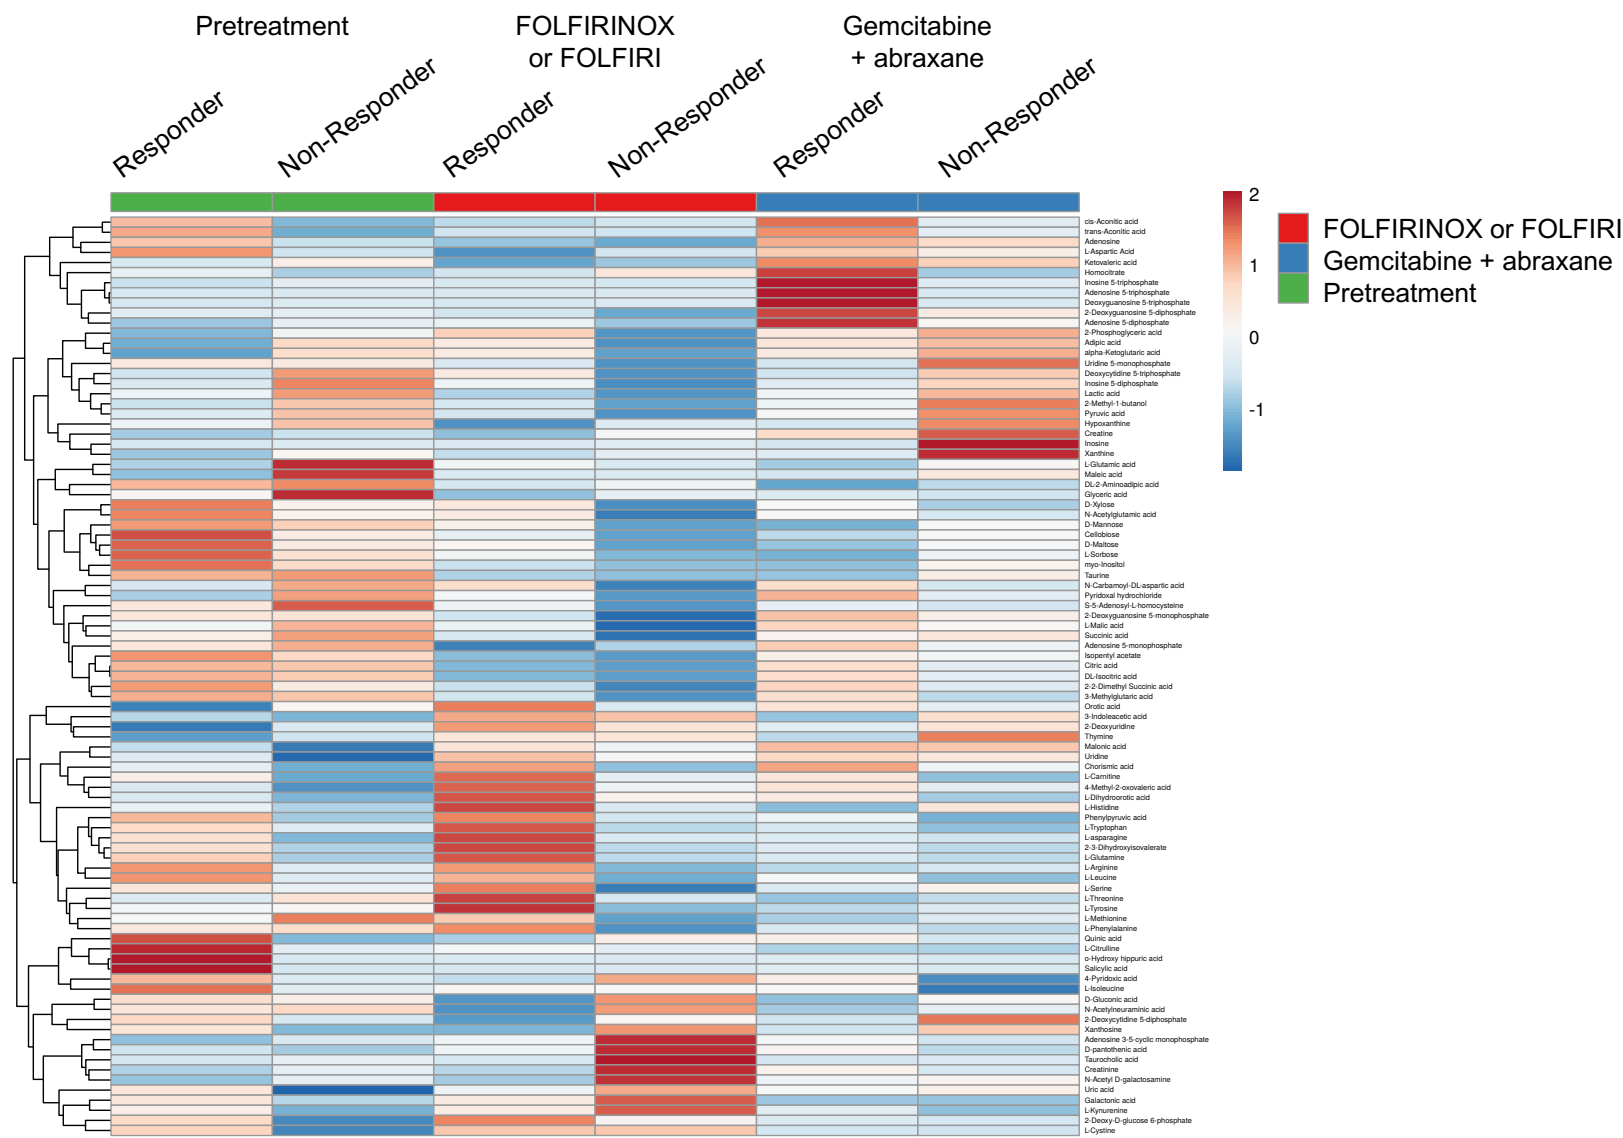 Pretreatment
FOLFIRINOX
or FOLFIRI
Gemcitabine
+ abraxane
Responder
Non-Responder
Responder
Non-Responder
Responder
Non-Responder
2
1
0
-1
FOLFIRINOX or FOLFIRI
Gemcitabine + abraxane
Pretreatment
cis-Aconitic acid
trans-Aconitic acid
Adenosine
L-Aspartic Acid
Ketovaleric acid
Homocitrate
Inosine 5-triphosphate
Adenosine 5-triphosphate
Deoxyguanosine 5-triphosphate
2-Deoxyguanosine 5-diphosphate
Adenosine 5-diphosphate
2-Phosphoglyceric acid
Adipic acid
alpha-Ketoglutaric acid
Uridine 5-monophosphate
Deoxycytidine 5-triphosphate
Inosine 5-diphosphate
Lactic acid
2-Methyl-1-butanol
Pyruvic acid
Hypoxanthine
Creatine
Inosine
Xanthine
L-Glutamic acid
Maleic acid
DL-2-Aminoadipic acid
Glyceric acid
D-Xylose
N-Acetylglutamic acid
D-Mannose
Cellobiose
D-Maltose
L-Sorbose
myo-Inositol
Taurine
N-Carbamoyl-DL-aspartic acid
Pyridoxal hydrochloride
S-5-Adenosyl-L-homocysteine
2-Deoxyguanosine 5-monophosphate
L-Malic acid
Succinic acid
Adenosine 5-monophosphate
Isopentyl acetate
Citric acid
DL-Isocitric acid
2-2-Dimethyl Succinic acid
3-Methylglutaric acid
Orotic acid
3-Indoleacetic acid
2-Deoxyuridine
Thymine
Malonic acid
Uridine
Chorismic acid
L-Carnitine
4-Methyl-2-oxovaleric acid
L-Dihydroorotic acid
L-Histidine
Phenylpyruvic acid
L-Tryptophan
L-asparagine
2-3-Dihydroxyisovalerate
L-Glutamine
L-Arginine
L-Leucine
L-Serine
L-Threonine
L-Tyrosine
L-Methionine
L-Phenylalanine
Quinic acid
L-Citrulline
o-Hydroxy hippuric acid
Salicylic acid
4-Pyridoxic acid
L-Isoleucine
D-Gluconic acid
N-Acetylneuraminic acid
2-Deoxycytidine 5-diphosphate
Xanthosine
Adenosine 3-5-cyclic monophosphate
D-pantothenic acid
Taurocholic acid
Creatinine
N-Acetyl D-galactosamine
Uric acid
Galactonic acid
L-Kynurenine
2-Deoxy-D-glucose 6-phosphate
L-Cystine